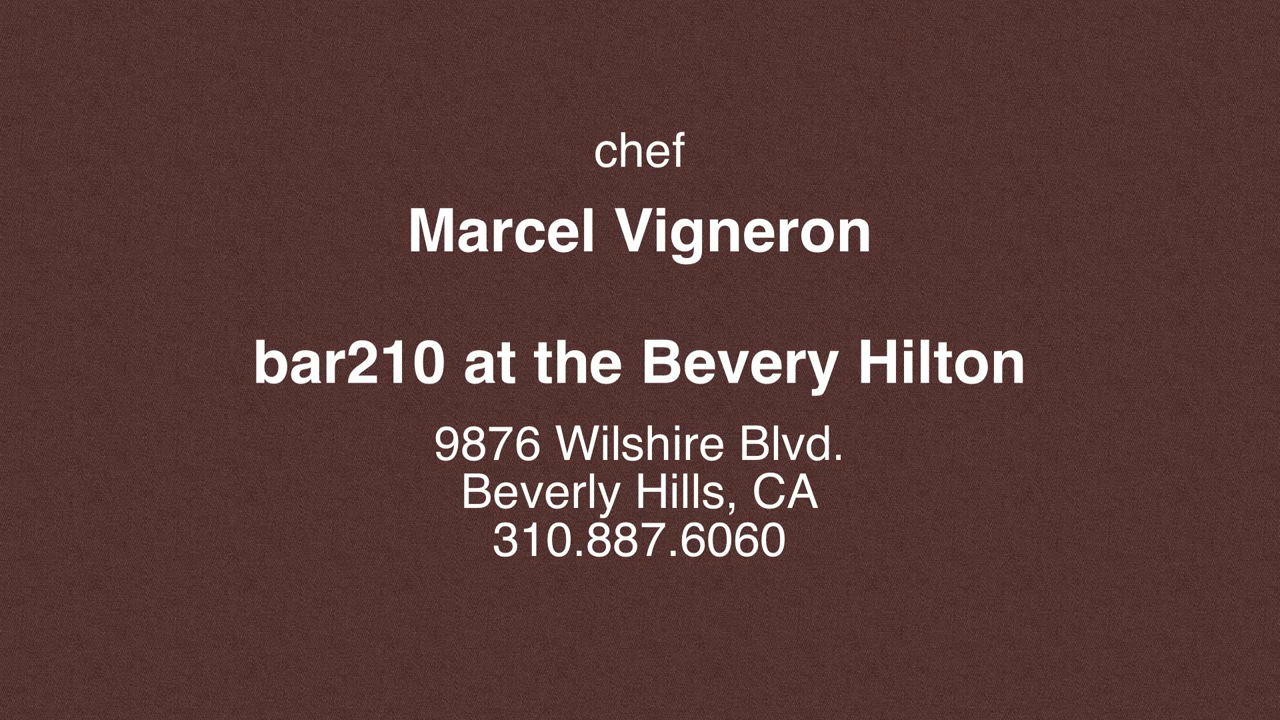 chef
Marcel Vigneron
bar210 at the Bevery Hilton
9876 Wilshire Blvd.
Beverly Hills, CA
310.887.6060